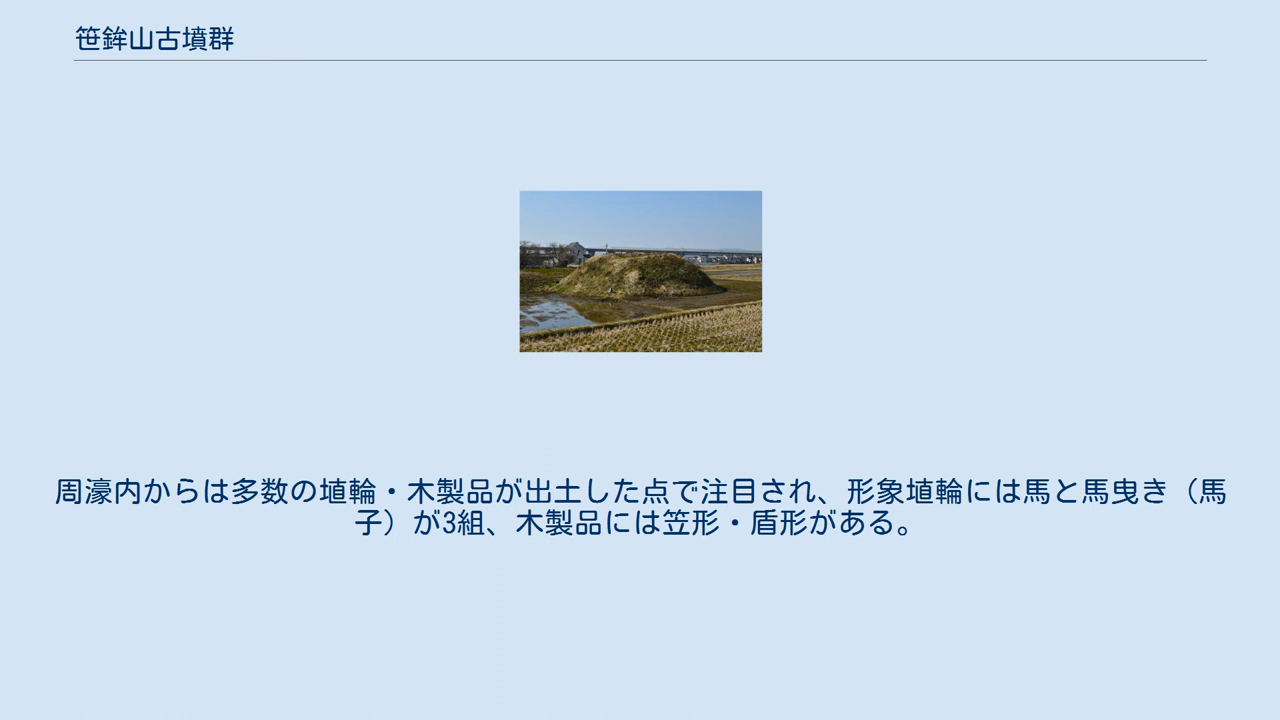 笹鉾山古墳群
周濠内からは多数の埴輪・木製品が出土した点で注目され、形象埴輪には馬と馬曳き（馬
子）が3組、木製品には笠形・盾形がある。